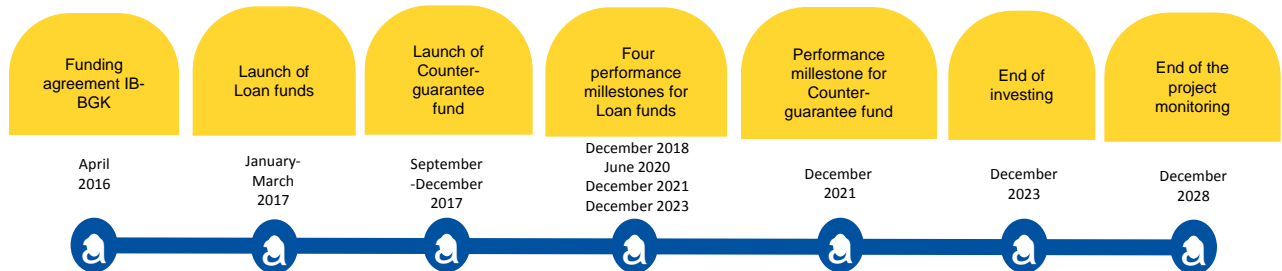 Funding
agreement IB-
BGK
Launch of
Loan funds
Launch of
Counter-
guarantee
fund
Four
performance
milestones for
Loan funds
Performance
milestone for
Counter-
guarantee fund
End of
investing
End of the
project
monitoring
April
2016
January-
March
2017
September
-December
2017
December 2018
June 2020
December 2021
December 2023
December
2021
December
2023
December
2028